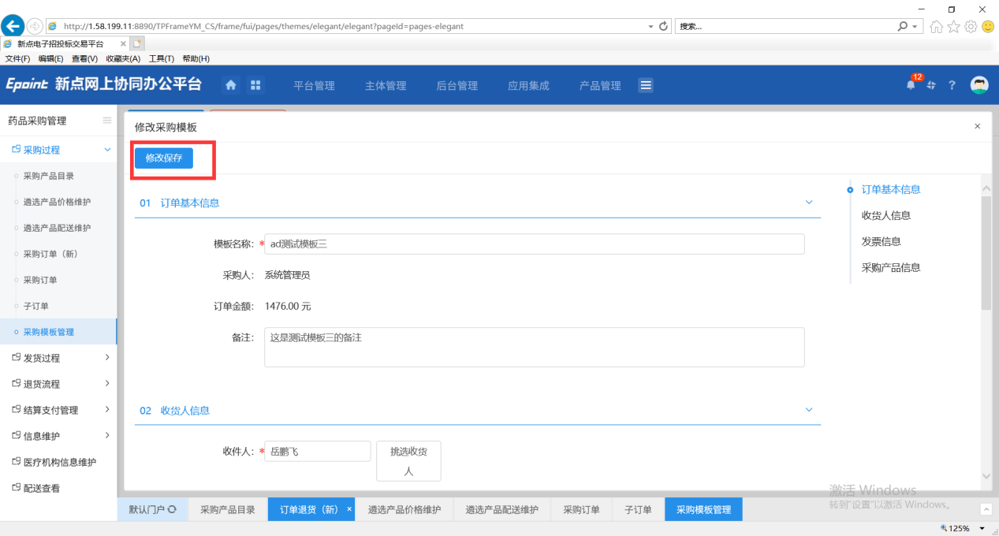 http://1.58.199.11:8890/TPFrameYM_CS/frame/fui/pages/themes/elegant/elegant?pageId=pages-elegant
搜索...
新点电子招投标交易平台
文件(F) 编辑(E) 查看(V) 收藏夹(A) 工具(T) 帮助(H)
Epoint 新点网上协同办公平台
平台管理 主体管理 后台管理 应用集成 产品管理
12
药品采购管理
采购过程
采购产品目录
遴选产品价格维护
遴选产品配送维护
采购订单（新）
采购订单
子订单
采购模板管理
发货过程
退货流程
结算支付管理
信息维护
医疗机构信息维护
配送查看
修改采购模板
修改保存
01 订单基本信息
模板名称: * ad测试模板三
采购人: 系统管理员
订单金额: 1476.00 元
备注: 这是测试模板三的备注
02 收货人信息
收件人: * 岳鹏飞
挑选收货
人
订单基本信息
收货人信息
发票信息
采购产品信息
激活 Windows
转到"设置"以激活 Windows。
默认门户 采购产品目录 订单退货（新） × 遴选产品价格维护 遴选产品配送维护 采购订单 子订单 采购模板管理
125%